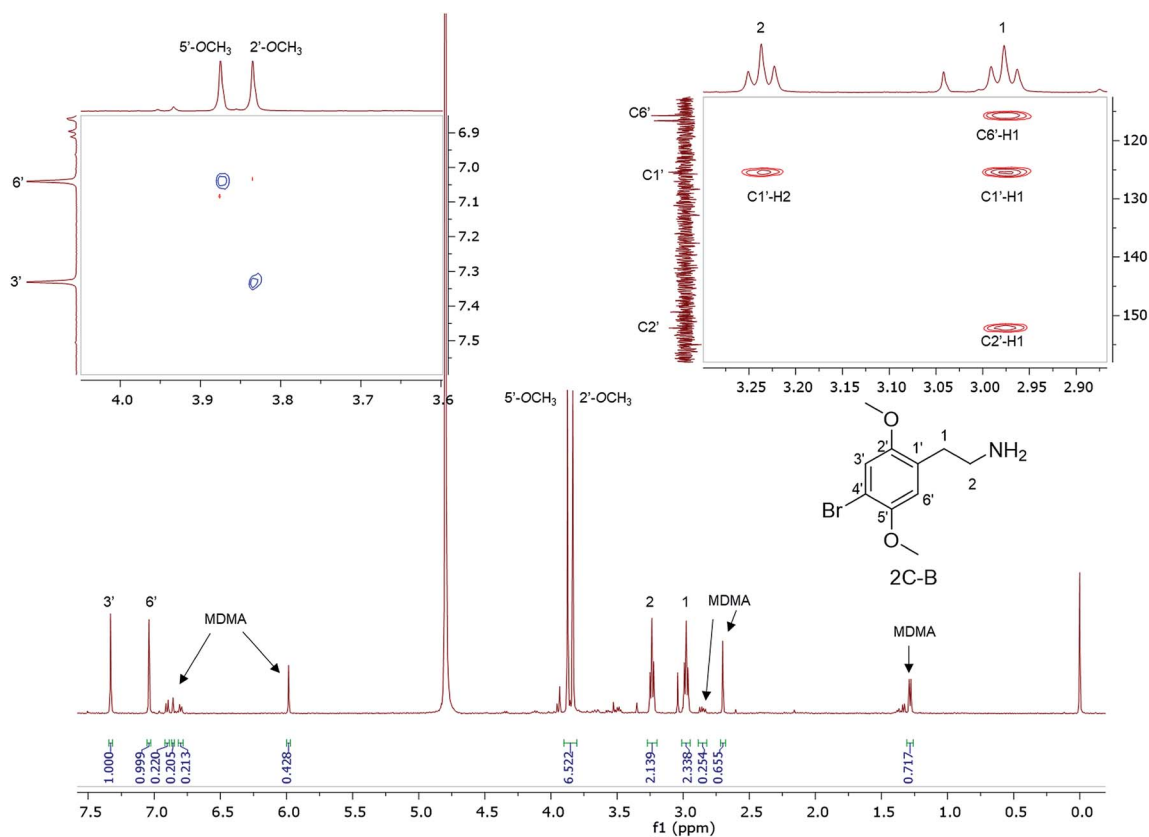 5'-OCH₃ 2'-OCH₃
6.9
7.0
7.1
7.2
7.3
7.4
7.5
6'
3'
4.0 3.9 3.8 3.7 3.6
2 1
C6'
C1'
C2'
C6'-H1
C1'-H2 C1'-H1
C2'-H1
120
130
140
150
3.25 3.20 3.15 3.10 3.05 3.00 2.95 2.90
5'-OCH₃ 2'-OCH₃
O
2' 1' 1 NH₂
3' 2
4' 6'
Br 5'
O
2C-B
3' 6' MDMA 2 1 MDMA MDMA
1.000 0.999 0.220 0.205 0.213 0.428 6.522 2.139 2.338 0.254 0.655 0.717
7.5 7.0 6.5 6.0 5.5 5.0 4.5 4.0 3.5 3.0 2.5 2.0 1.5 1.0 0.5 0.0
f1 (ppm)